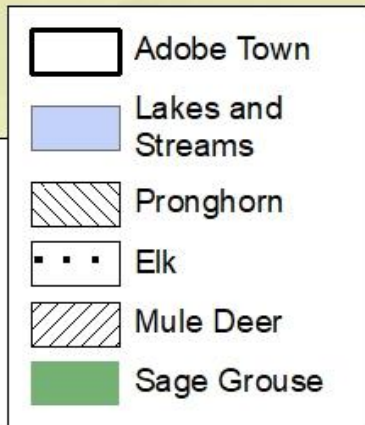 Adobe Town
Lakes and
Streams
Pronghorn
Elk
Mule Deer
Sage Grouse